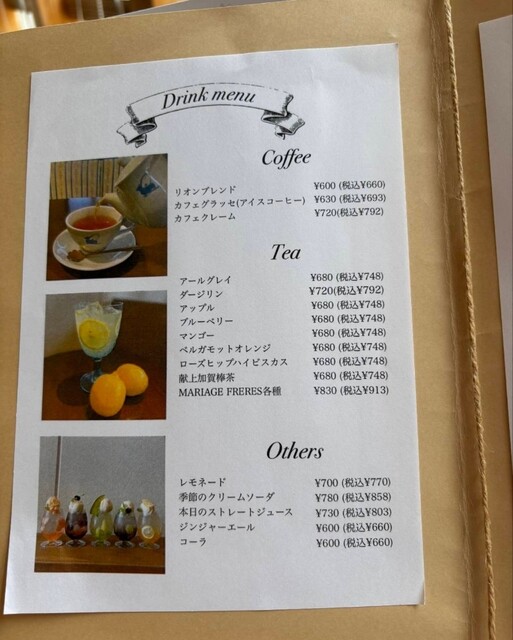 Drink menu
Coffee
リオンブレンド ¥600 (税込¥660)
カフェグラッセ(アイスコーヒー) ¥630 (税込¥693)
カフェクレーム ¥720(税込¥792)
Tea
アールグレイ ¥680 (税込¥748)
ダージリン ¥720(税込¥792)
アップル ¥680 (税込¥748)
ブルーベリー ¥680 (税込¥748)
マンゴー ¥680 (税込¥748)
ベルガモットオレンジ ¥680 (税込¥748)
ローズヒップハイビスカス ¥680 (税込¥748)
献上加賀棒茶 ¥680 (税込¥748)
MARIAGE FRERES各種 ¥830 (税込¥913)
Others
レモネード ¥700 (税込¥770)
季節のクリームソーダ ¥780 (税込¥858)
本日のストレートジュース ¥730 (税込¥803)
ジンジャーエール ¥600 (税込¥660)
コーラ ¥600 (税込¥660)